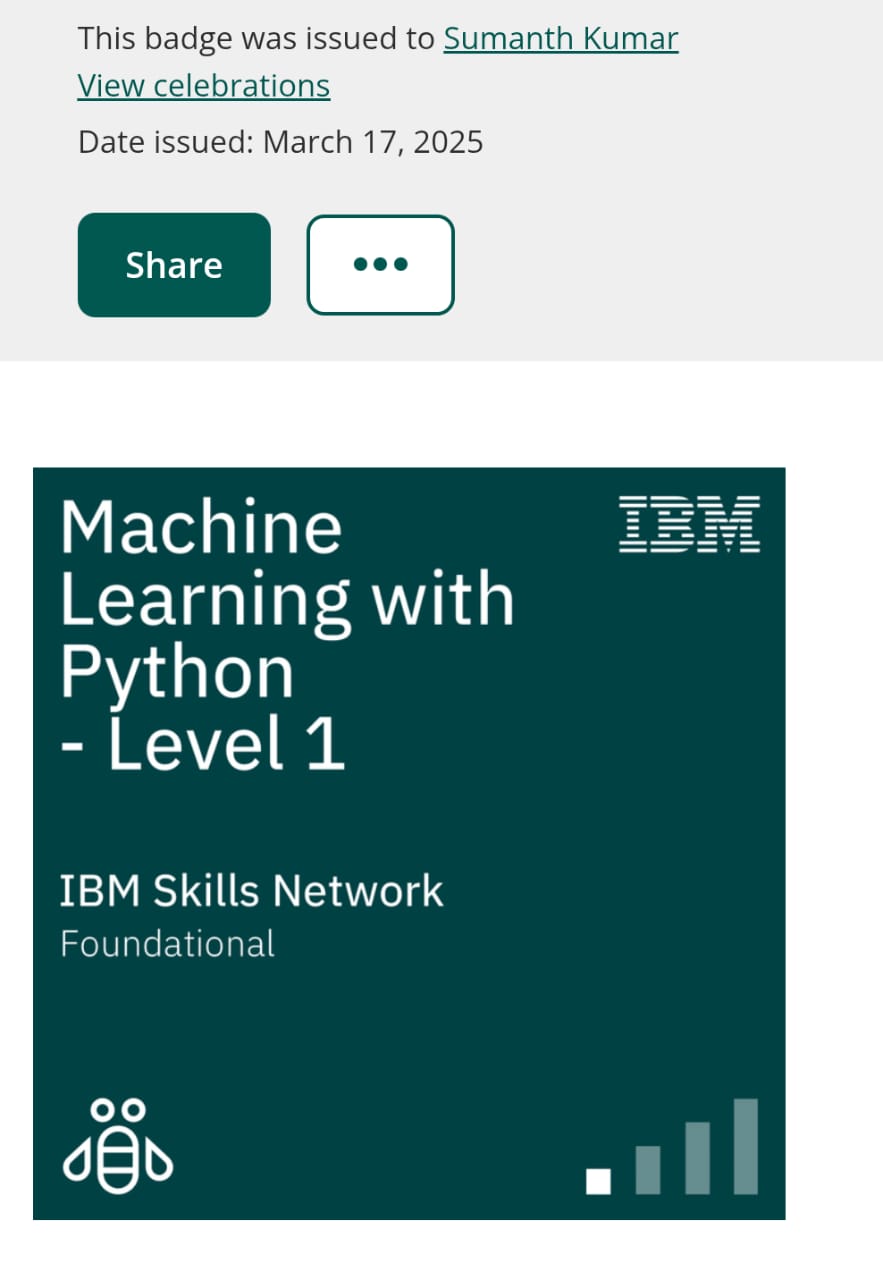 This badge was issued to Sumanth Kumar
View celebrations
Date issued: March 17, 2025
Share
Machine
Learning with
Python
- Level 1
IBM
IBM Skills Network
Foundational